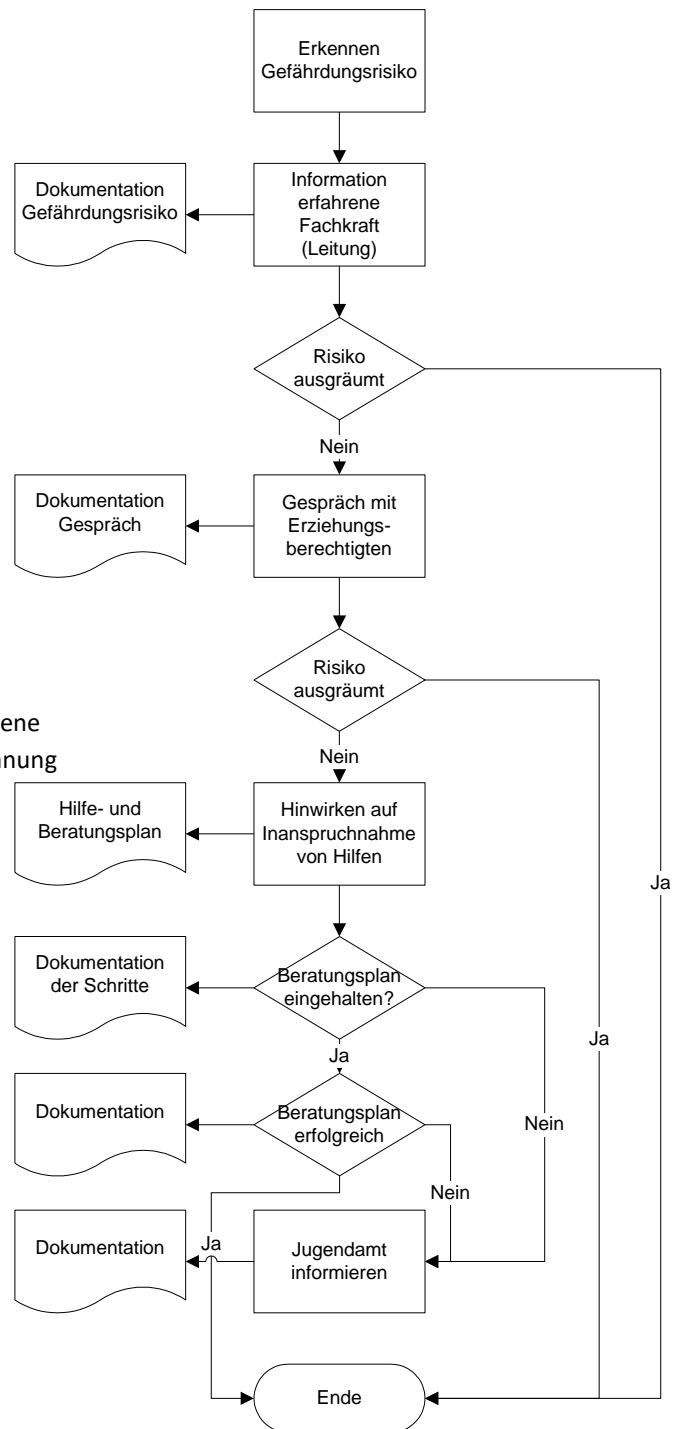 Erkennen
Gefährdungsrisiko
Dokumentation
Gefährdungsrisiko
Information
erfahrene
Fachkraft
(Leitung)
Risiko
ausgräumt
Nein
Dokumentation
Gespräch
Gespräch mit
Erziehungs-
berechtigten
Risiko
ausgräumt
ene
Nein
Hilfe- und
Beratungsplan
Hinwirken auf
Inanspruchnahme
von Hilfen
Ja
Dokumentation
der Schritte
Beratungsplan
eingehalten?
Ja
Ja
Dokumentation
Beratungsplan
erfolgreich
Nein
Nein
Dokumentation
Ja
Jugendamt
informieren
Ende